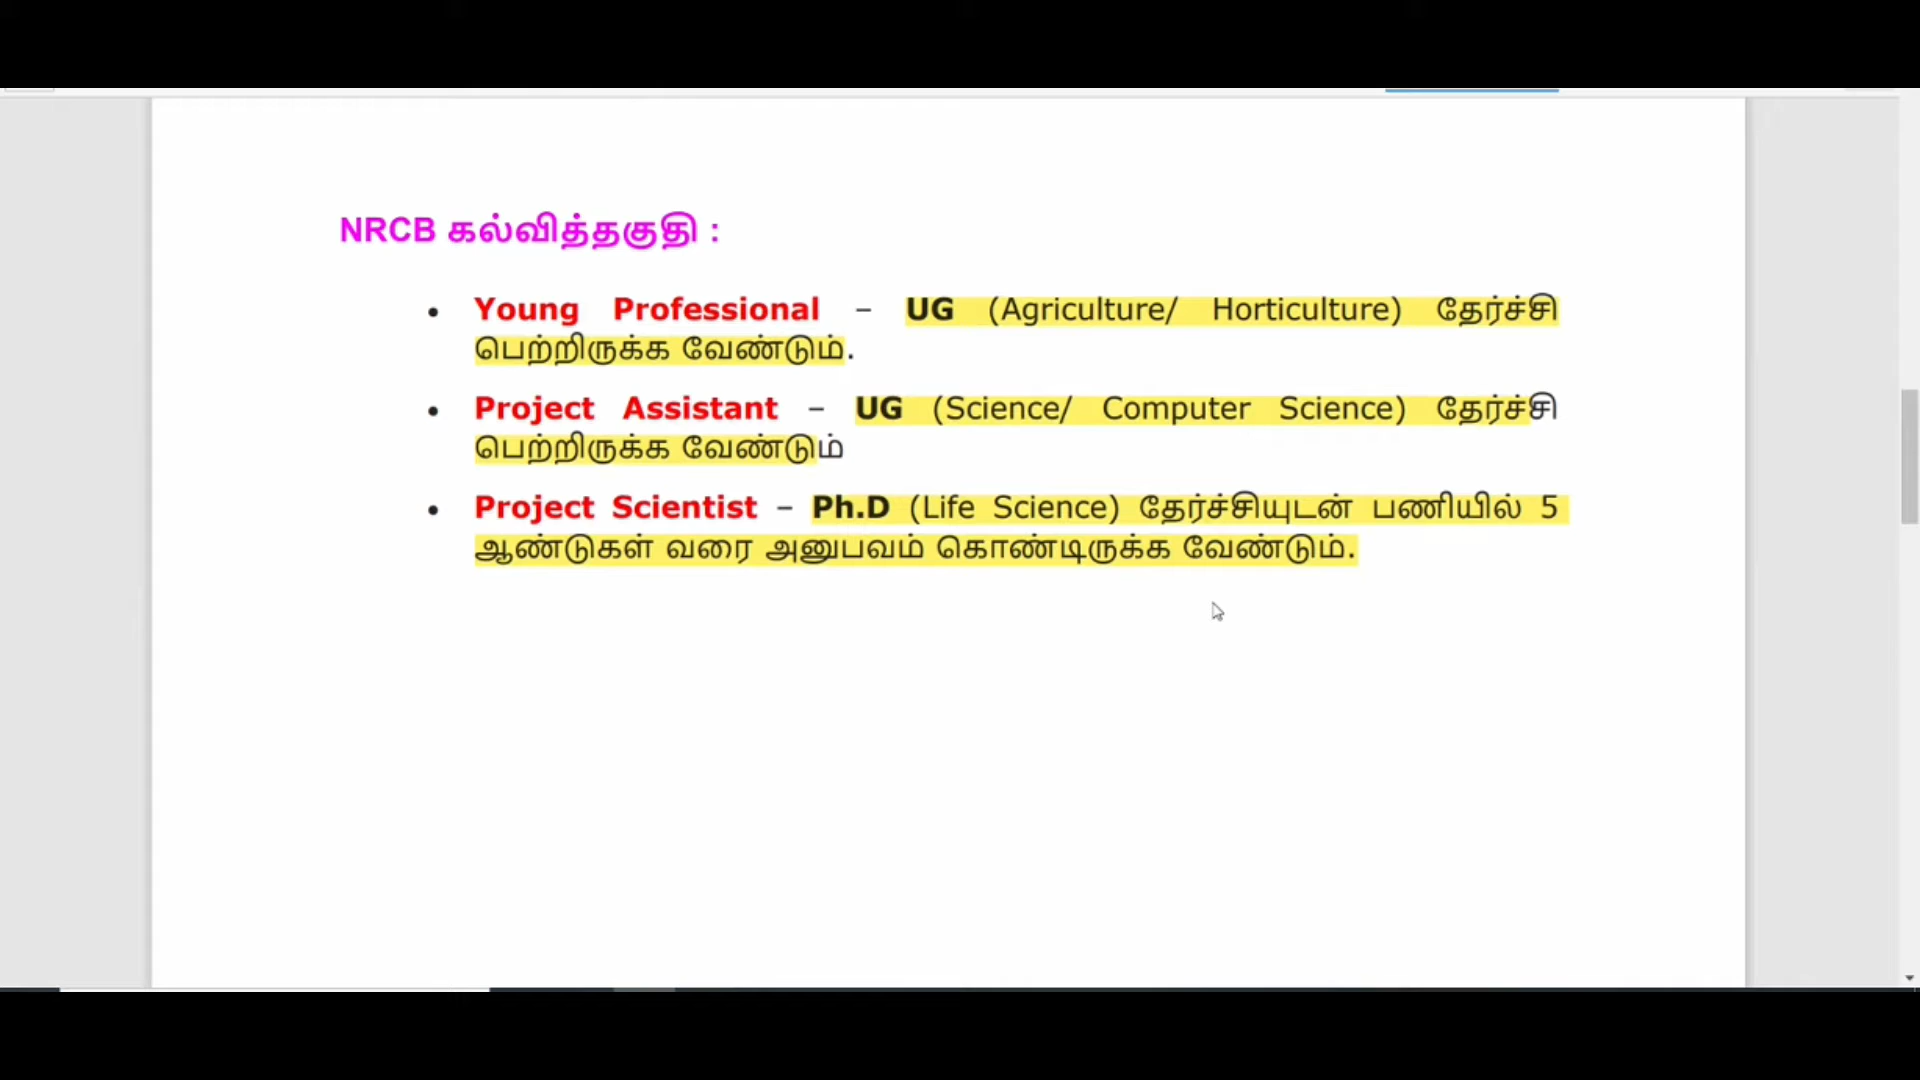 NRCB கல்வித்தகுதி :
• Young Professional – UG (Agriculture/ Horticulture) தேர்ச்சி
பெற்றிருக்க வேண்டும்.
• Project Assistant – UG (Science/ Computer Science) தேர்ச்சி
பெற்றிருக்க வேண்டும்
• Project Scientist – Ph.D (Life Science) தேர்ச்சியுடன் பணியில் 5
ஆண்டுகள் வரை அனுபவம் கொண்டிருக்க வேண்டும்.